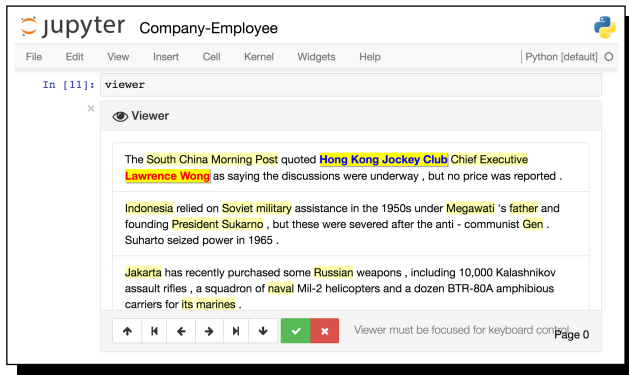 jupyter Company-Employee
File Edit View Insert Cell Kernel Widgets Help Python [default]
In [11]: viewer
× Viewer
The South China Morning Post quoted Hong Kong Jockey Club Chief Executive
Lawrence Wong as saying the discussions were underway , but no price was reported .
Indonesia relied on Soviet military assistance in the 1950s under Megawati 's father and
founding President Sukarno , but these were severed after the anti - communist Gen .
Suharto seized power in 1965 .
Jakarta has recently purchased some Russian weapons , including 10,000 Kalashnikov
assault rifles , a squadron of naval Mil-2 helicopters and a dozen BTR-80A amphibious
carriers for its marines .
Viewer must be focused for keyboard control.
Page 0